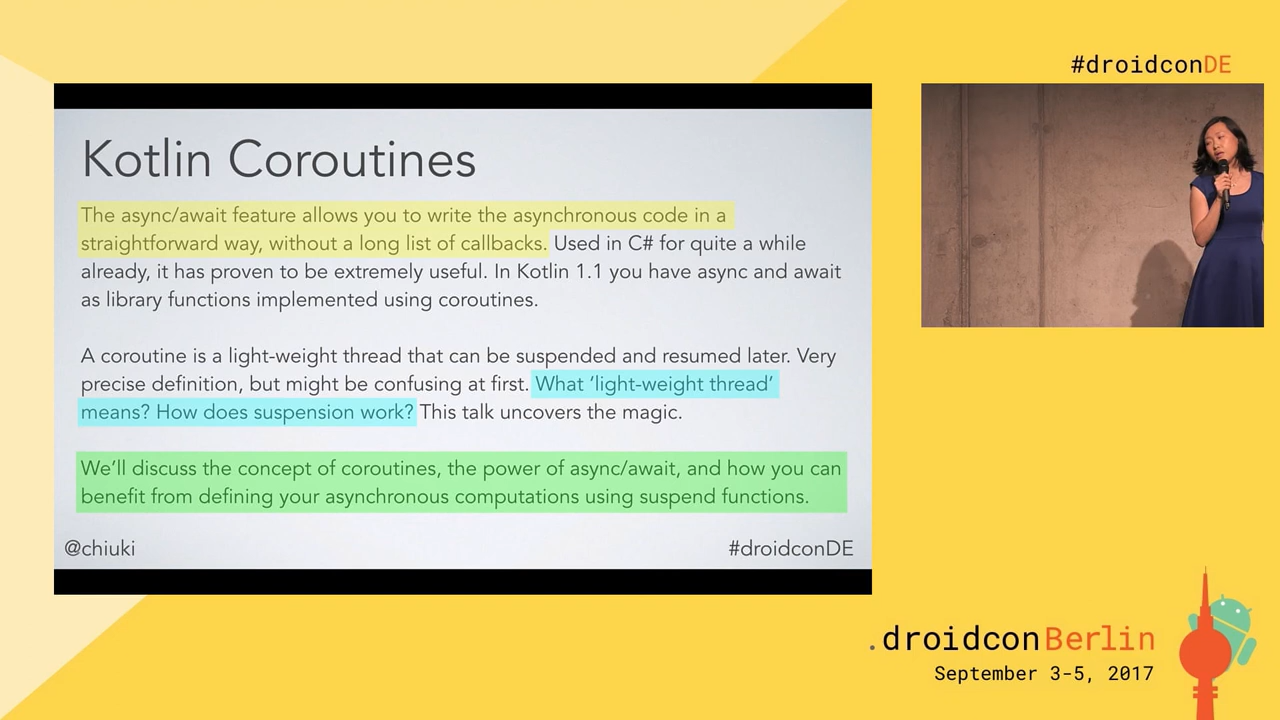 #droidconDE
Kotlin Coroutines
The async/await feature allows you to write the asynchronous code in a
straightforward way, without a long list of callbacks. Used in C# for quite a while
already, it has proven to be extremely useful. In Kotlin 1.1 you have async and await
as library functions implemented using coroutines.
A coroutine is a light-weight thread that can be suspended and resumed later. Very
precise definition, but might be confusing at first. What ‘light-weight thread’
means? How does suspension work? This talk uncovers the magic.
We’ll discuss the concept of coroutines, the power of async/await, and how you can
benefit from defining your asynchronous computations using suspend functions.
@chiuki
#droidconDE
.droidconBerlin
September 3-5, 2017